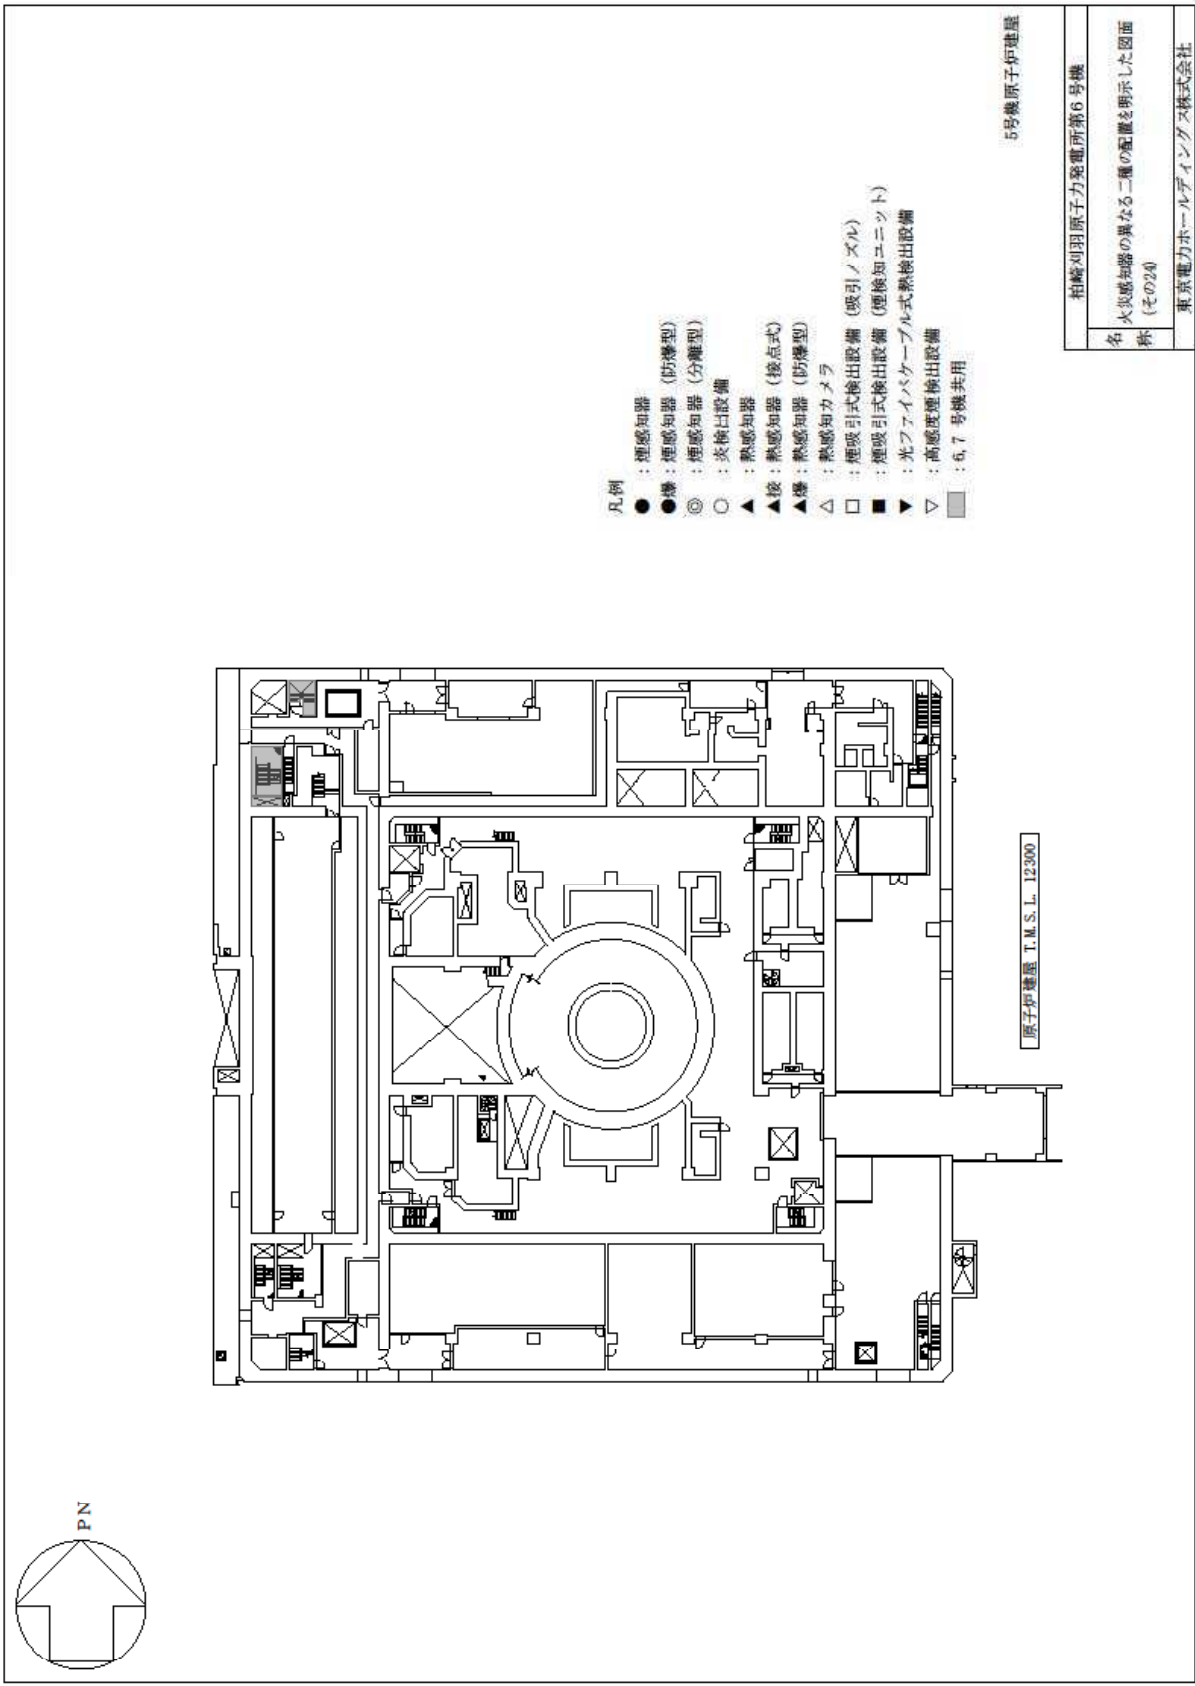 PN
原子炉建屋 T.M.S.L. 12300
凡例
● :煙感知器
●爆:煙感知器 (防爆型)
◎ :煙感知器 (分離型)
○ :炎検出設備
▲ :熱感知器
▲接:熱感知器 (接点式)
▲爆:熱感知器 (防爆型)
△ :熱感知カメラ
□ :煙吸引式検出設備 (吸引ノズル)
■ :煙吸引式検出設備 (煙検知ユニット)
▼ :光ファイバケーブル式熱検出設備
▽ :高感度煙検出設備
:6,7 号機共用
5号機原子炉建屋
柏崎刈羽原子力発電所第6号機
名称
火災感知器の異なる二種の配置を明示した図面
(その24)
東京電力ホールディングス株式会社